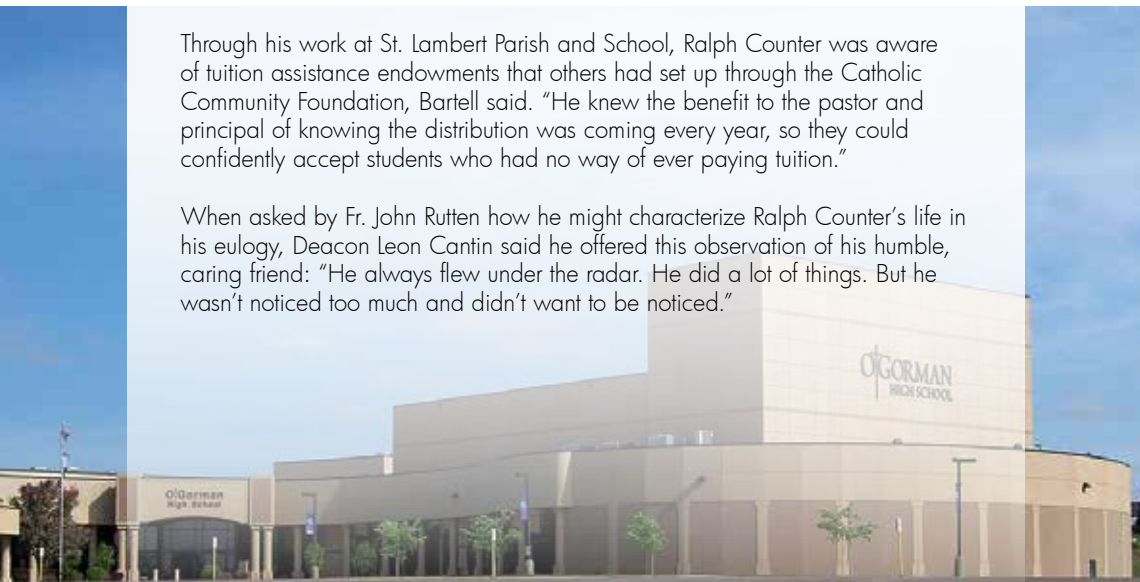 Through his work at St. Lambert Parish and School, Ralph Counter was aware
of tuition assistance endowments that others had set up through the Catholic
Community Foundation, Bartell said. “He knew the benefit to the pastor and
principal of knowing the distribution was coming every year, so they could
confidently accept students who had no way of ever paying tuition.”
When asked by Fr. John Rutten how he might characterize Ralph Counter’s life in
his eulogy, Deacon Leon Cantin said he offered this observation of his humble,
caring friend: “He always flew under the radar. He did a lot of things. But he
wasn’t noticed too much and didn’t want to be noticed.”
O'GORMAN
HIGH SCHOOL
O'Gorman
High School